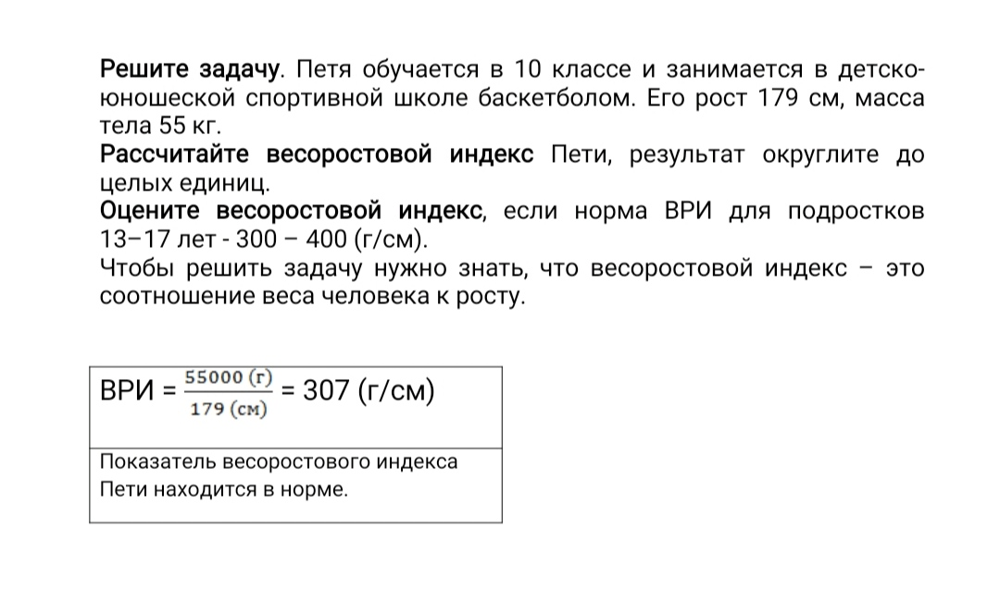 Решите задачу. Петя обучается в 10 классе и занимается в детско-
юношеской спортивной школе баскетболом. Его рост 179 см, масса
тела 55 кг.
Рассчитайте весоростовой индекс Пети, результат округлите до
целых единиц.
Оцените весоростовой индекс, если норма ВРИ для подростков
13–17 лет - 300 – 400 (г/см).
Чтобы решить задачу нужно знать, что весоростовой индекс – это
соотношение веса человека к росту.
ВРИ = 55000 (г) / 179 (см) = 307 (г/см)
Показатель весоростового индекса
Пети находится в норме.